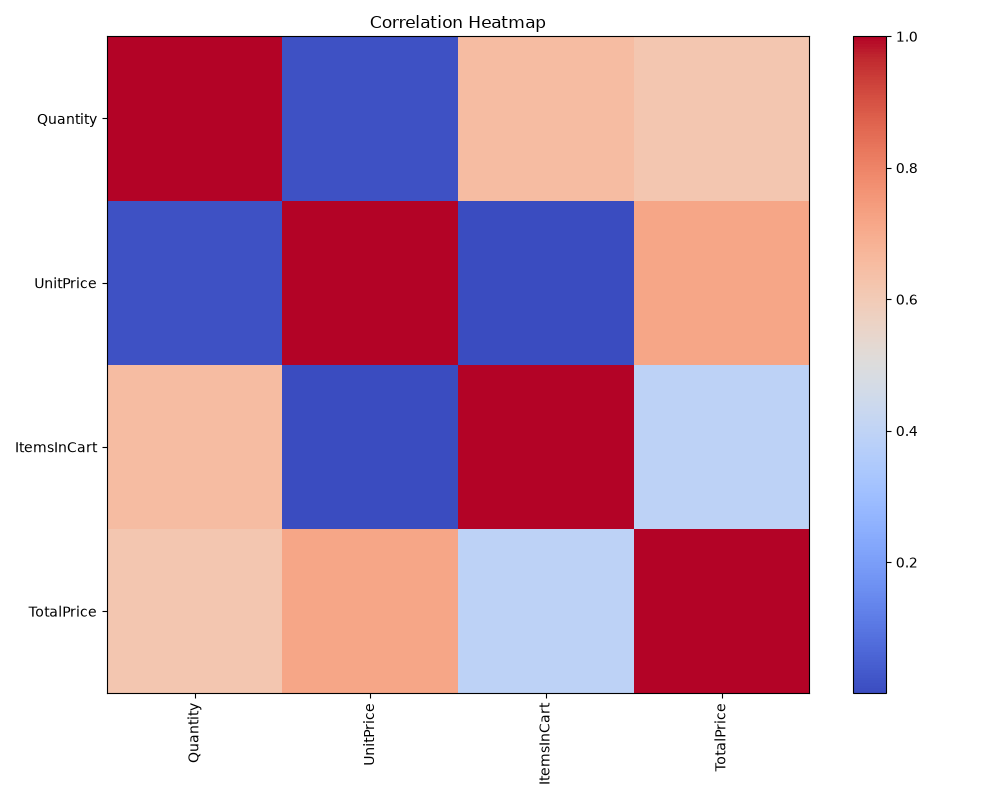 Correlation Heatmap
Quantity
UnitPrice
ItemsInCart
TotalPrice
Quantity
UnitPrice
ItemsInCart
TotalPrice
1.0
0.8
0.6
0.4
0.2